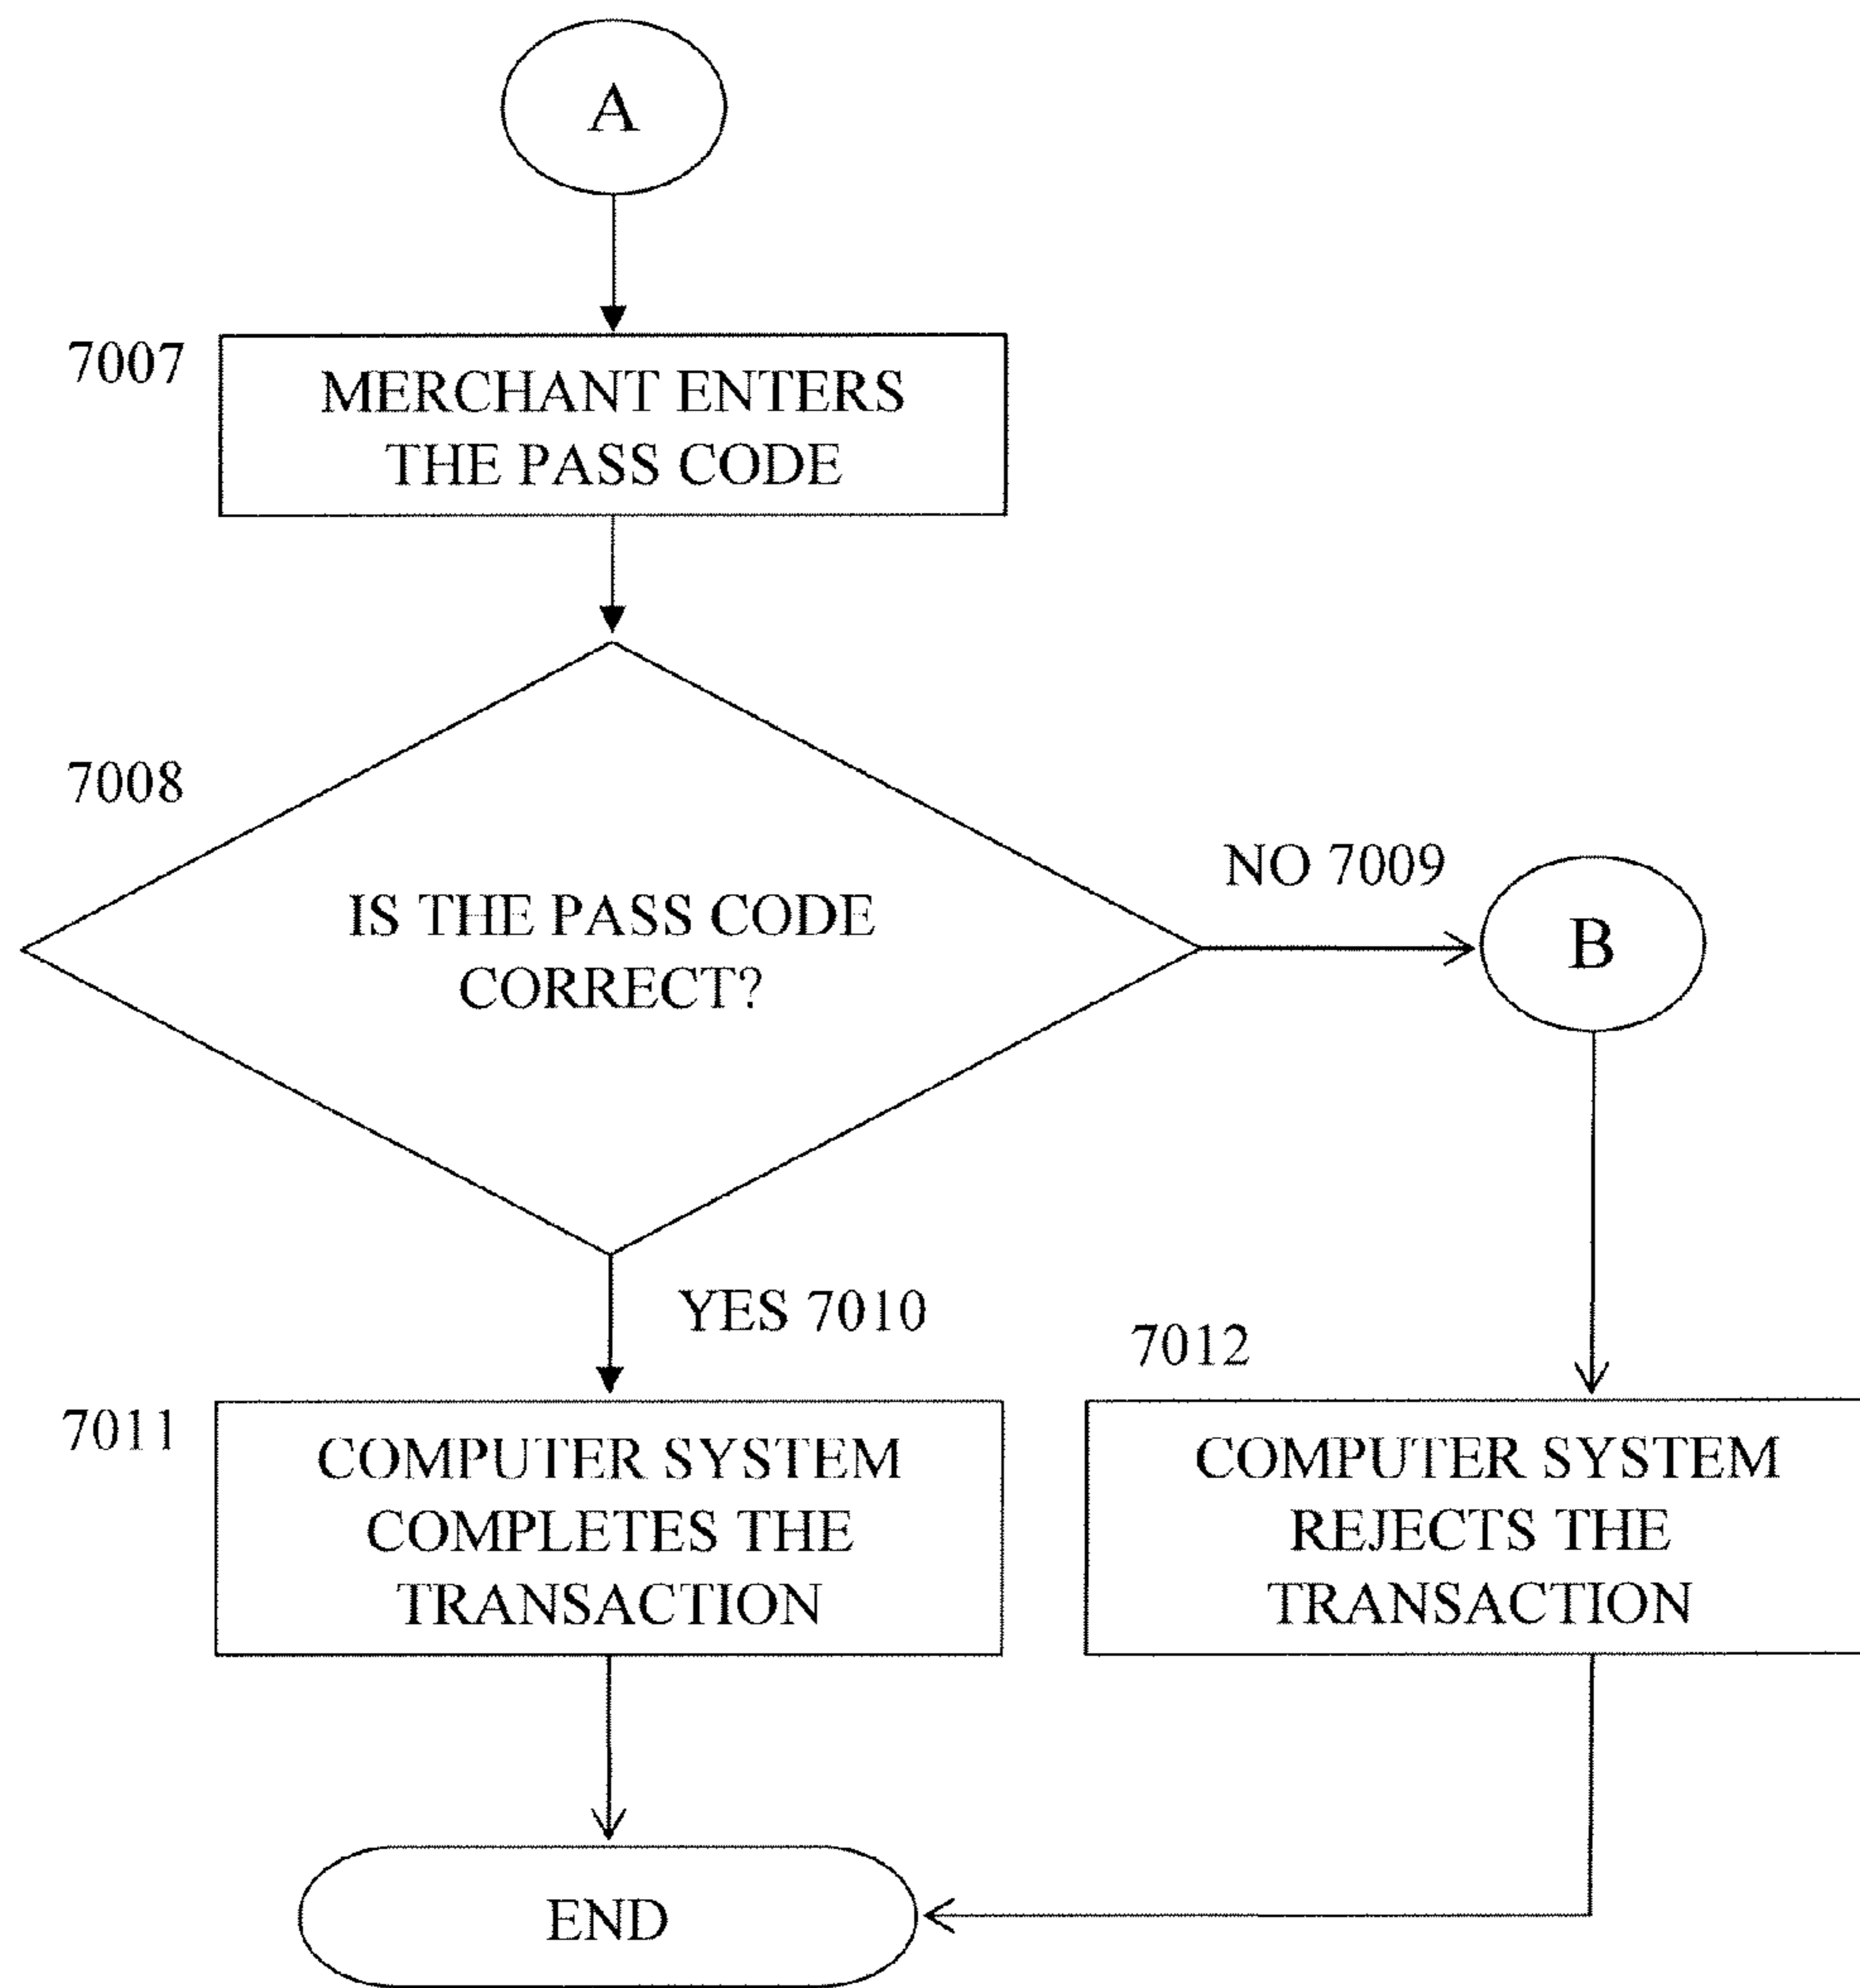 A
7007
MERCHANT ENTERS
THE PASS CODE
7008
IS THE PASS CODE
CORRECT?
NO 7009
B
YES 7010
7011
COMPUTER SYSTEM
COMPLETES THE
TRANSACTION
7012
COMPUTER SYSTEM
REJECTS THE
TRANSACTION
END